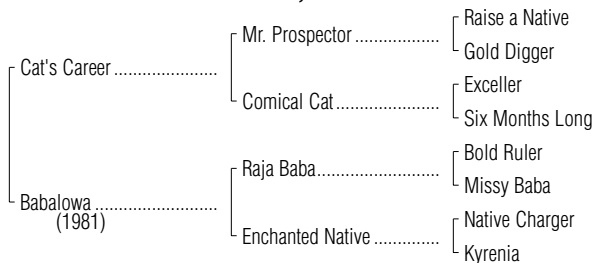 Raise a Native
Mr. Prospector ..................
Gold Digger
Cat's Career ......................
Exceller
Comical Cat......................
Six Months Long
Bold Ruler
Raja Baba..........................
Missy Baba
Babalowa ..........................
(1981)
Native Charger
Enchanted Native ..............
Kyrenia